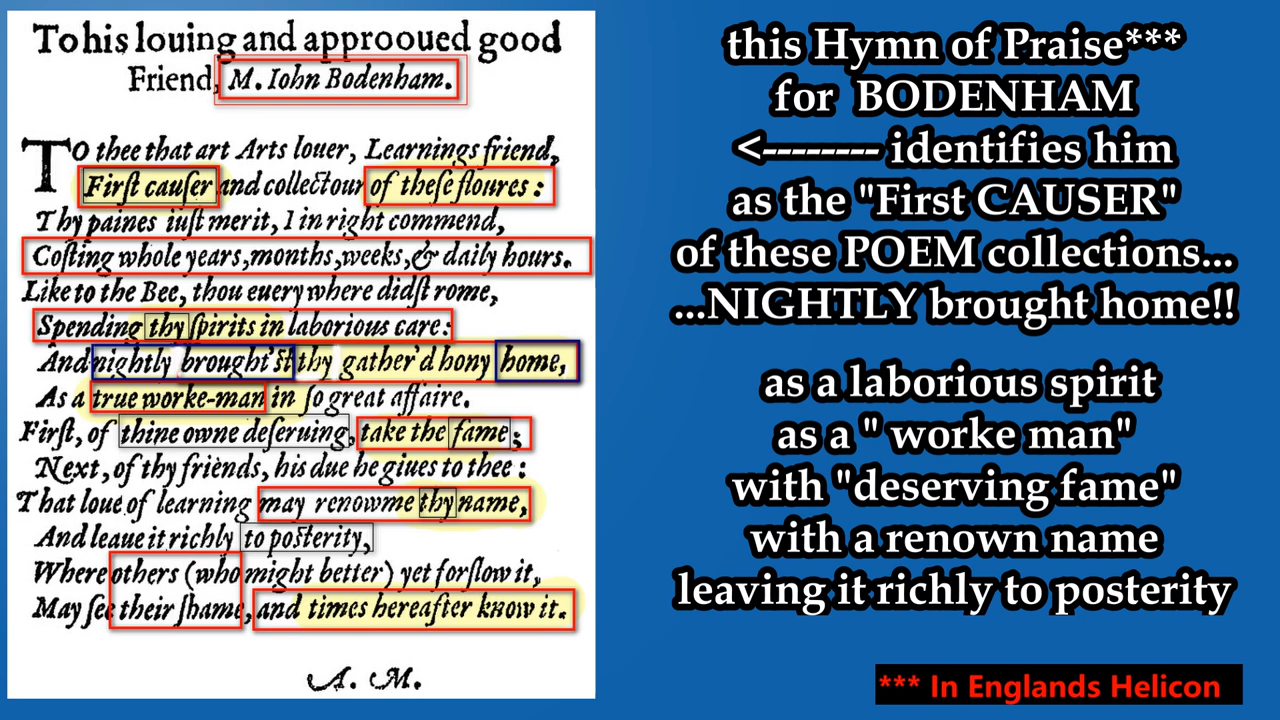 To his louing and approoued good
Friend, M. Iohn Bodenham.
To thee that art Arts louer, Learnings friend,
Firſt cauſer and collectour of theſe floures:
Thy paines iuſt merit, I in right commend,
Coſting whole years, months, weeks, & daily hours.
Like to the Bee, thou euery where didſt rome,
Spending thy ſpirits in laborious care:
And nightly brought'ſt thy gather'd hony home,
As a true worke-man in ſo great affaire.
Firſt, of thine owne deſeruing, take the fame,
Next, of thy friends, his due he giues to thee:
That loue of learning may renowme thy name,
And leaue it richly to poſterity,
Where others (who might better) yet forſlow it,
May ſee their ſhame, and times hereafter know it.
A. M.
this Hymn of Praise***
for BODENHAM
<-------- identifies him
as the "First CAUSER"
of these POEM collections...
...NIGHTLY brought home!!
as a laborious spirit
as a " worke man"
with "deserving fame"
with a renown name
leaving it richly to posterity
*** In Englands Helicon